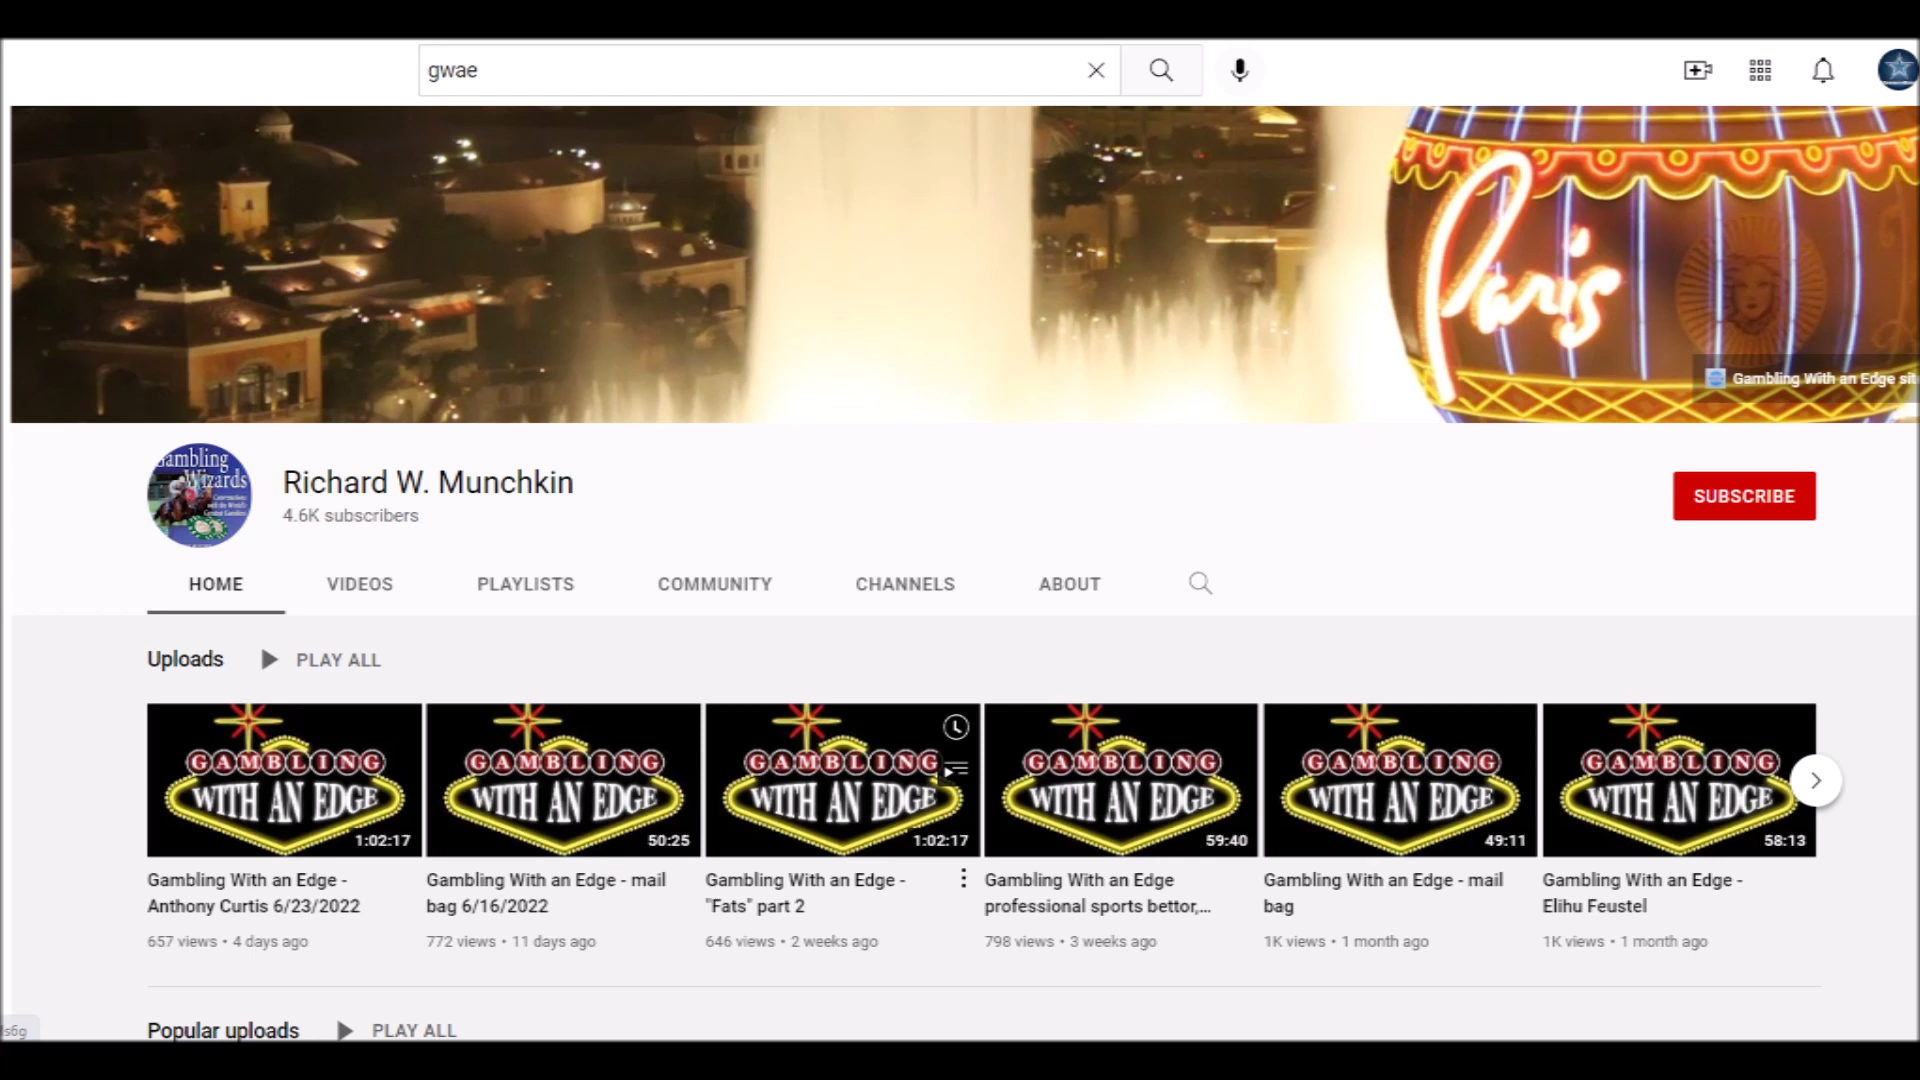 gwae
Paris
Gambling With an Edge sit
Gambling
Wizards
Richard W. Munchkin
4.6K subscribers
SUBSCRIBE
HOME
VIDEOS
PLAYLISTS
COMMUNITY
CHANNELS
ABOUT
Uploads
PLAY ALL
GAMBLING
WITH AN EDGE
1:02:17
GAMBLING
WITH AN EDGE
50:25
GAMBLING
WITH AN EDGE
1:02:17
GAMBLING
WITH AN EDGE
59:40
GAMBLING
WITH AN EDGE
49:11
GAMBLING
WITH AN EDGE
58:13
Gambling With an Edge -
Anthony Curtis 6/23/2022
657 views • 4 days ago
Gambling With an Edge - mail
bag 6/16/2022
772 views • 11 days ago
Gambling With an Edge -
"Fats" part 2
646 views • 2 weeks ago
Gambling With an Edge
professional sports bettor,...
798 views • 3 weeks ago
Gambling With an Edge - mail
bag
1K views • 1 month ago
Gambling With an Edge -
Elihu Feustel
1K views • 1 month ago
Popular uploads
PLAY ALL